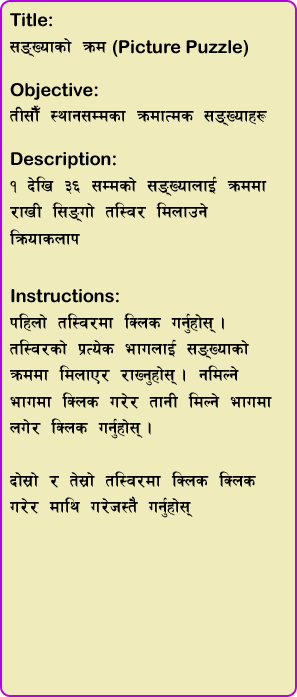 Title:
सङ्ख्याको क्रम (Picture Puzzle)
Objective:
तीसौँ स्थानसम्मका क्रमात्मक सङ्ख्याहरू
Description:
१ देखि ३६ सम्मको सङ्ख्यालाई क्रममा
राखी सिङ्गो तस्विर मिलाउने
क्रियाकलाप
Instructions:
पहिलो तस्विरमा क्लिक गर्नुहोस् ।
तस्विरको प्रत्येक भागलाई सङ्ख्याको
क्रममा मिलाएर राख्नुहोस् । नमिल्ने
भागमा क्लिक गरेर तानी मिल्ने भागमा
लगेर क्लिक गर्नुहोस् ।
दोस्रो र तेस्रो तस्विरमा क्लिक क्लिक
गरेर माथि गरेजस्तै गर्नुहोस्